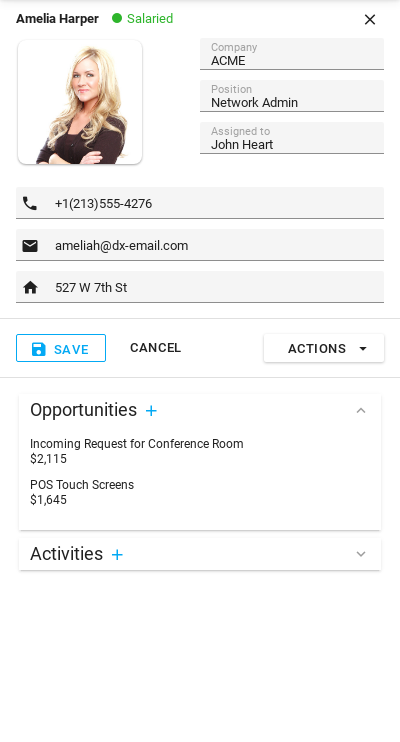 Amelia Harper Salaried
Company
ACME
Position
Network Admin
Assigned to
John Heart
+1(213)555-4276
ameliah@dx-email.com
527 W 7th St
SAVE CANCEL ACTIONS
Opportunities +
Incoming Request for Conference Room
$2,115
POS Touch Screens
$1,645
Activities +